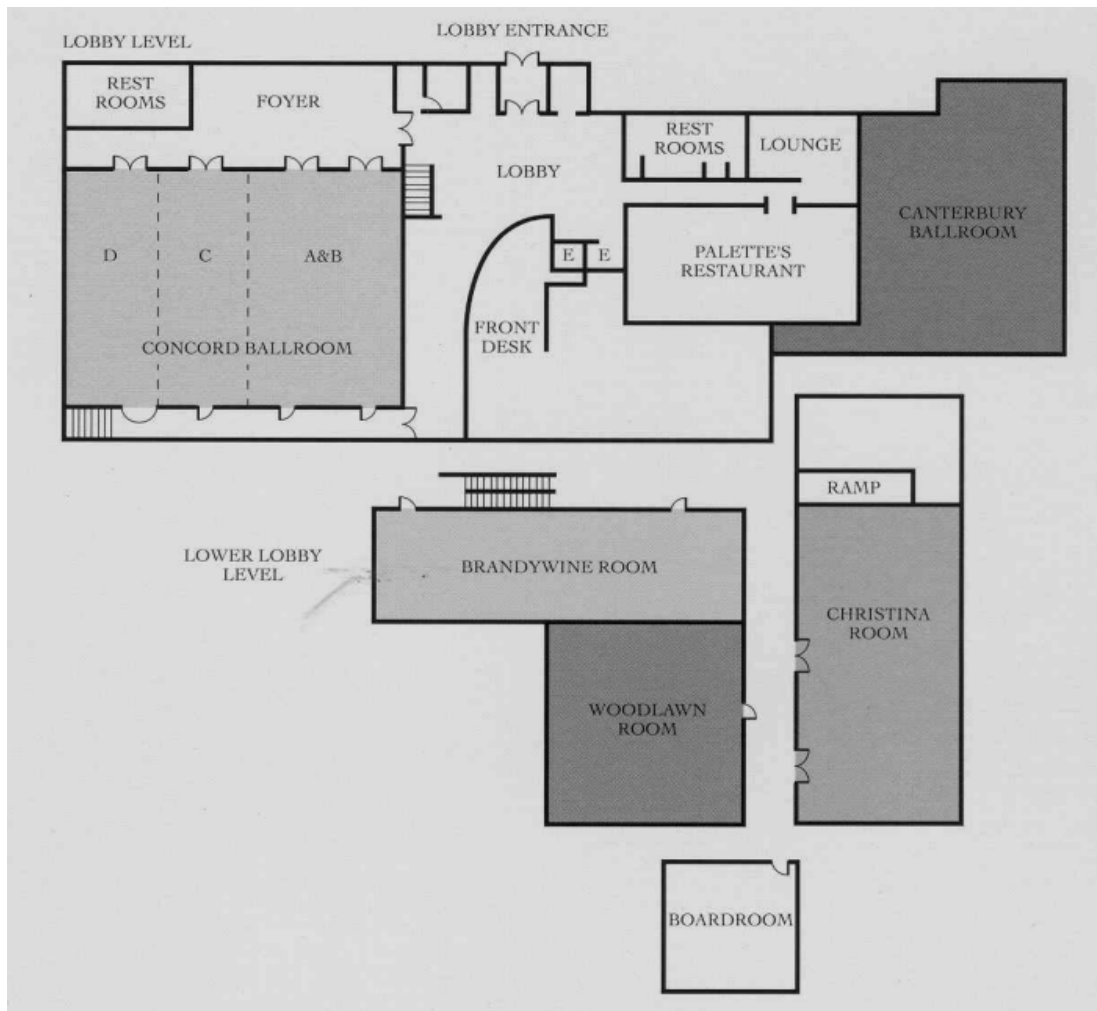 LOBBY ENTRANCE
LOBBY LEVEL
REST
ROOMS
FOYER
REST
ROOMS
LOUNGE
LOBBY
CANTERBURY
BALLROOM
D
C
A&B
E
E
PALETTE'S
RESTAURANT
FRONT
DESK
CONCORD BALLROOM
RAMP
LOWER LOBBY
LEVEL
BRANDYWINE ROOM
CHRISTINA
ROOM
WOODLAWN
ROOM
BOARDROOM